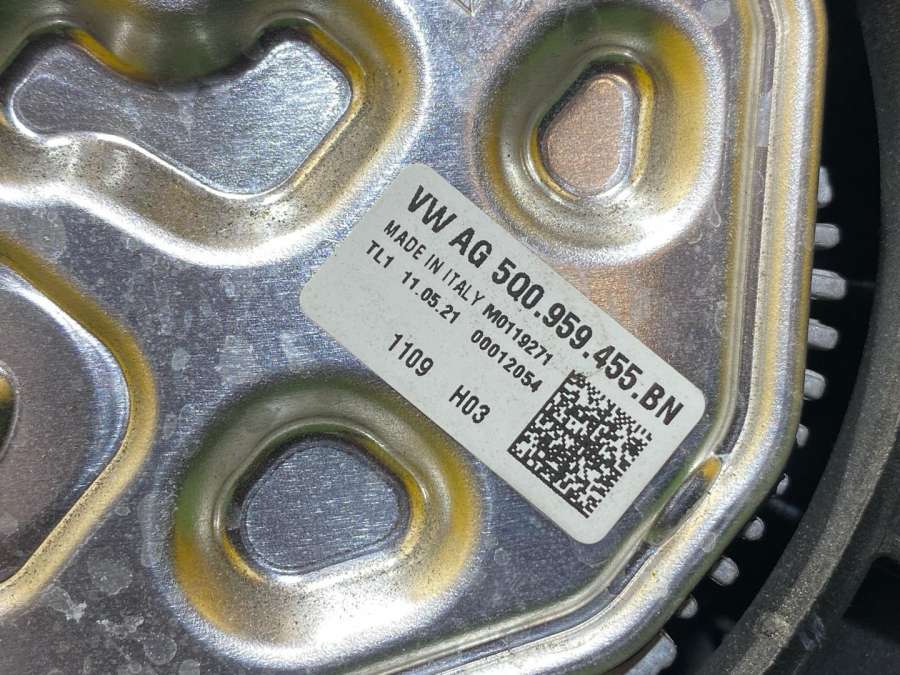 VW AG 5Q0.959.455.BN
MADE IN ITALY M0119271
TL1 11.05.21 00012054
1109 H03